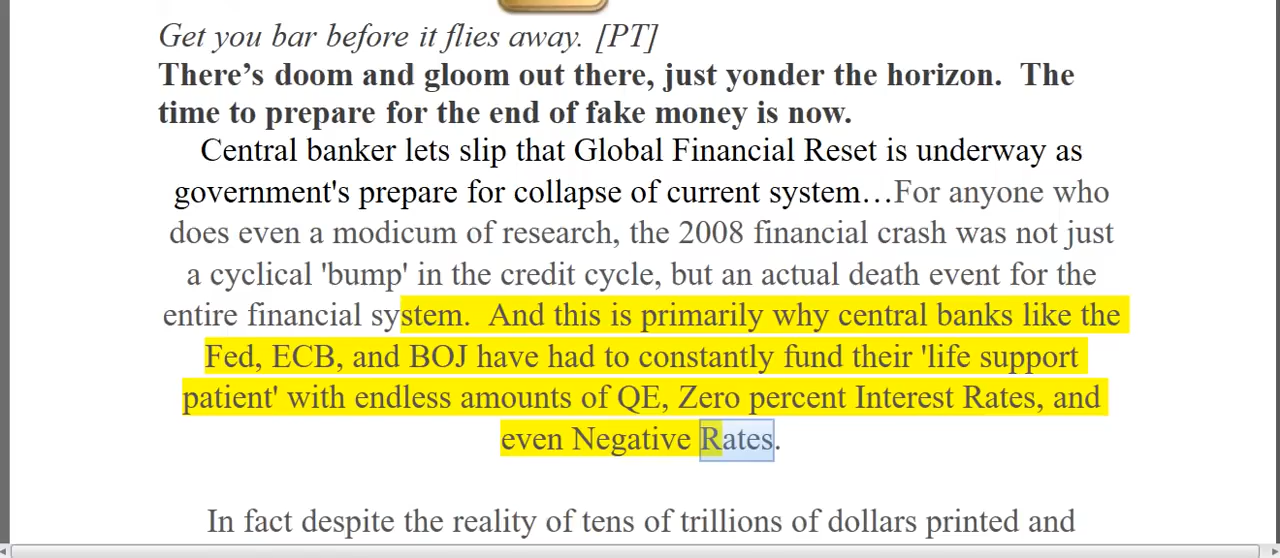 Get you bar before it flies away. [PT]
There’s doom and gloom out there, just yonder the horizon.  The
time to prepare for the end of fake money is now.
Central banker lets slip that Global Financial Reset is underway as
government's prepare for collapse of current system…For anyone who
does even a modicum of research, the 2008 financial crash was not just
a cyclical 'bump' in the credit cycle, but an actual death event for the
entire financial system.  And this is primarily why central banks like the
Fed, ECB, and BOJ have had to constantly fund their 'life support
patient' with endless amounts of QE, Zero percent Interest Rates, and
even Negative Rates.
In fact despite the reality of tens of trillions of dollars printed and